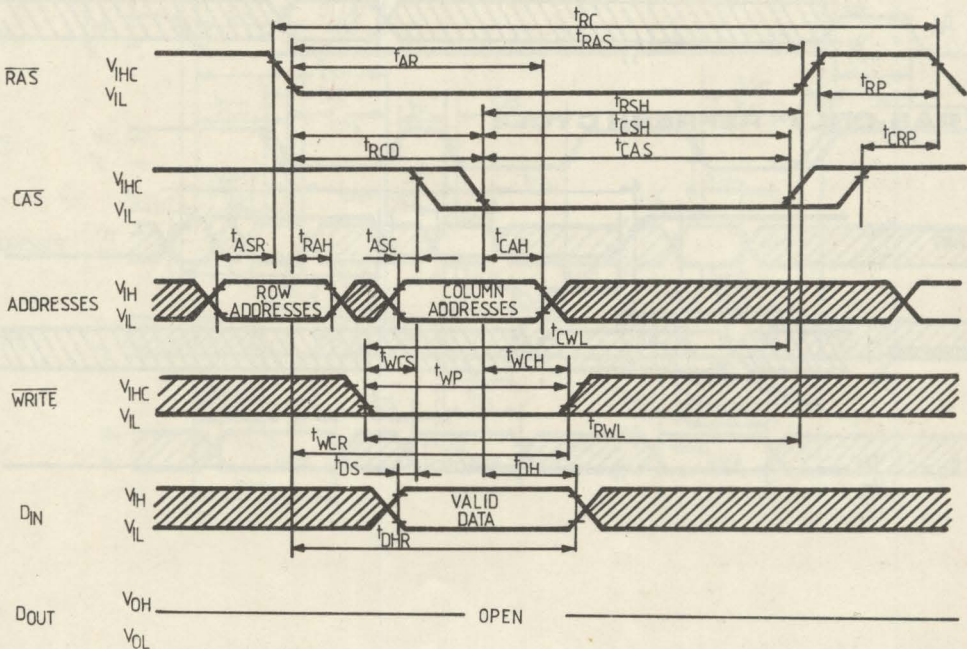 tRC
tRAS
tAR
RAS
VIHC
VIL
tRP
tRSH
tCSH
tRCD
tCAS
tCRP
CAS
VIHC
VIL
tASR
tRAH
tASC
tCAH
ADDRESSES
VIH
VIL
ROW
ADDRESSES
COLUMN
ADDRESSES
tCWL
tWCS
tWCH
tWP
WRITE
VIHC
VIL
tRWL
tWCR
tDS
tDH
DIN
VIH
VIL
VALID
DATA
tDHR
DOUT
VOH
VOL
OPEN